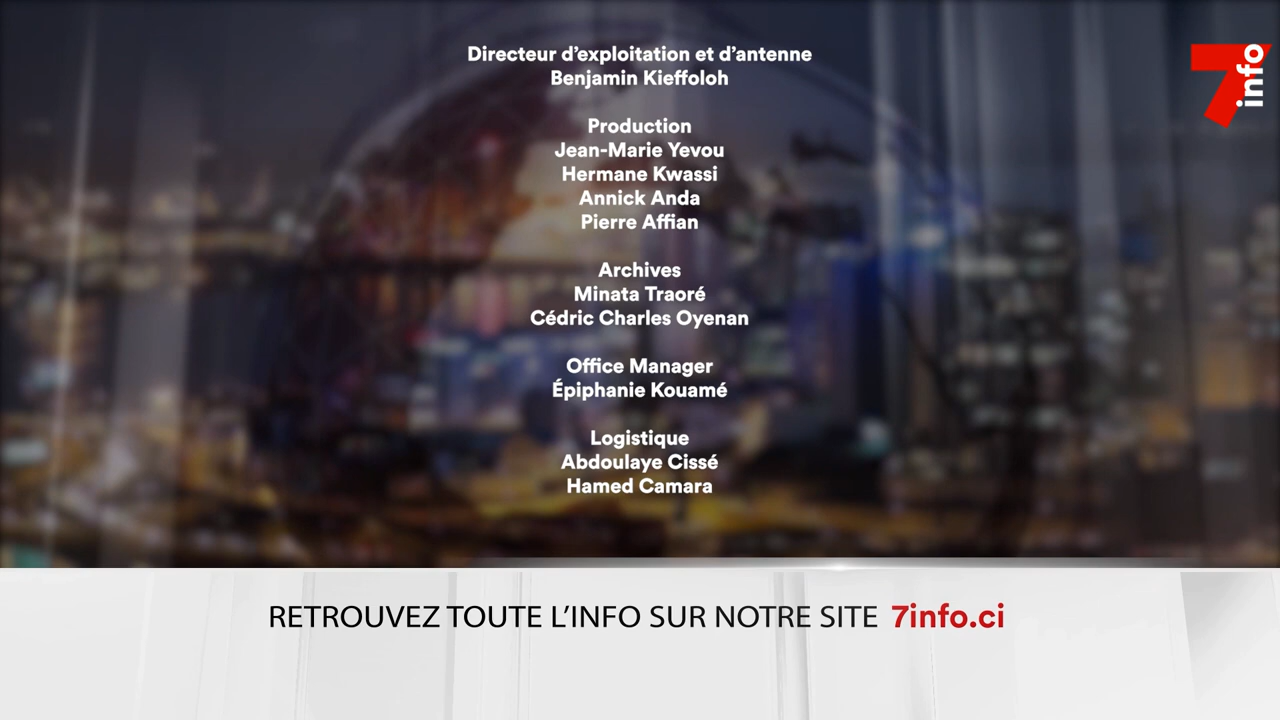 Directeur d’exploitation et d’antenne
Benjamin Kieffoloh
Production
Jean-Marie Yevou
Hermane Kwassi
Annick Anda
Pierre Affian
Archives
Minata Traoré
Cédric Charles Oyenan
Office Manager
Épiphanie Kouamé
Logistique
Abdoulaye Cissé
Hamed Camara
7info
RETROUVEZ TOUTE L’INFO SUR NOTRE SITE 7info.ci